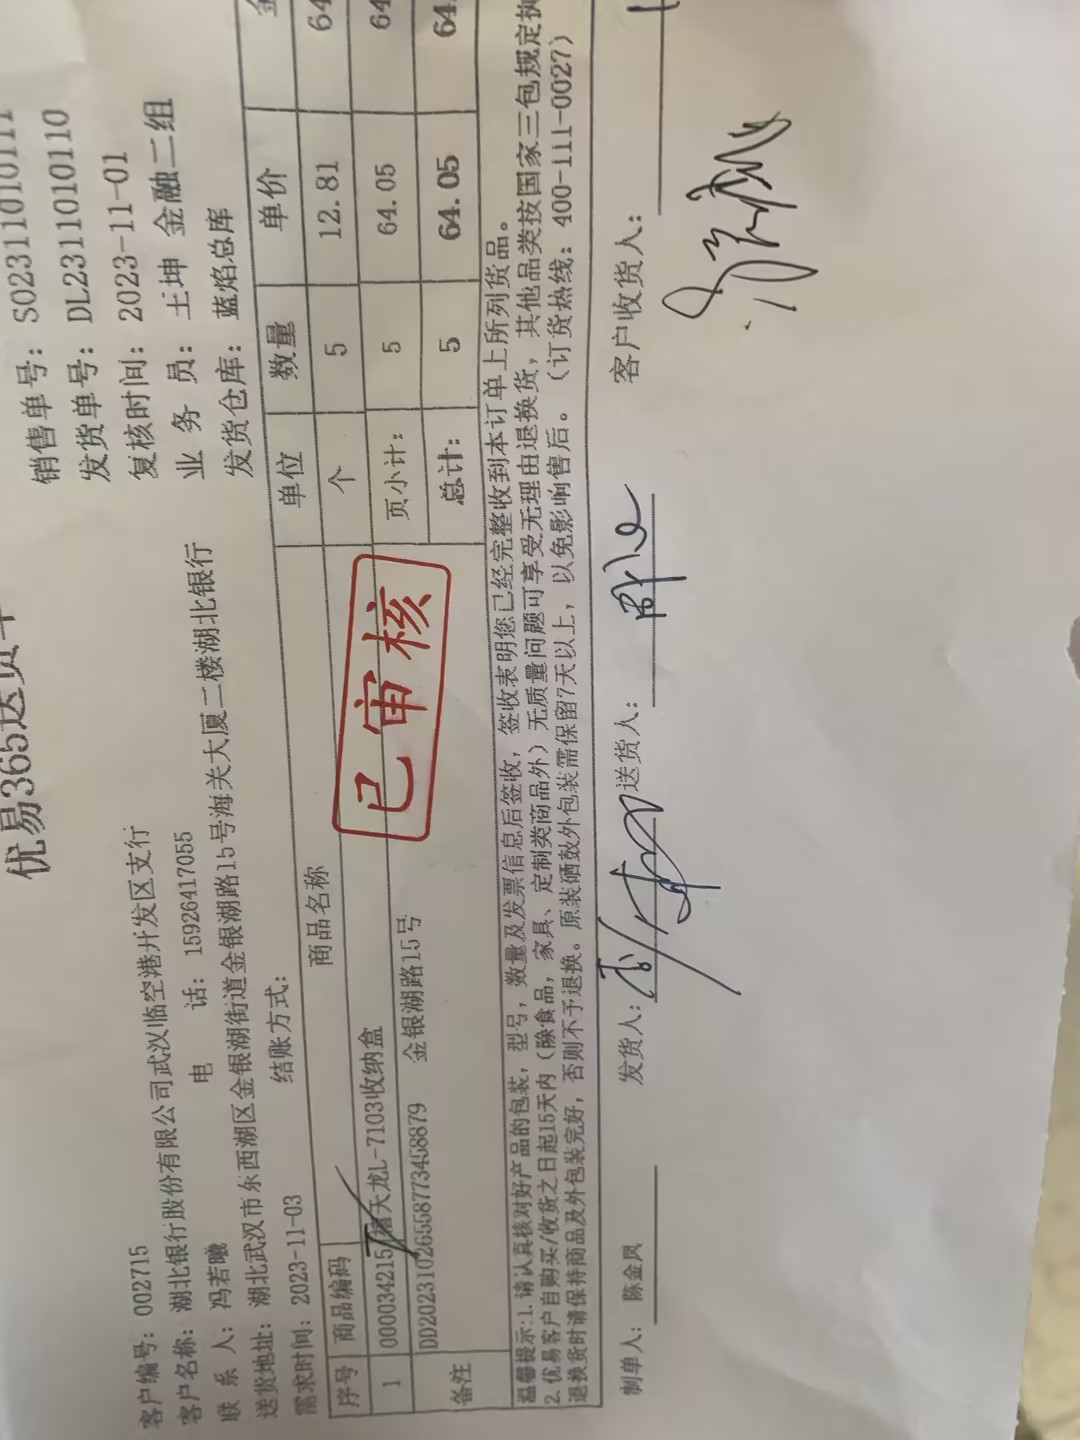 优易365送货单
销售单号: SO231101011
发货单号: DL2311010110
客户编号: 002715
复核时间: 2023-11-01
客户名称: 湖北银行股份有限公司武汉临空港开发区支行
业 务 员: 王坤 金融二组
联 系 人: 冯若曦 电 话: 15926417055
发货仓库: 蓝焰总库
送货地址: 湖北武汉市东西湖区金银湖街道金银湖路15号海关大厦二楼湖北银行
需求时间: 2023-11-03 结账方式:
序号 商品编码 商品名称 单位 数量 单价 金
1 000034215 天龙L-7103收纳盒 个 5 12.81 64
页小计: 5 64.05 64
备注 DD20231026558773458879 金银湖路15号 总计: 5 64.05 64.
已审核
温馨提示:1.请认真核对好产品的包装, 型号, 数量及发票信息后签收, 签收表明您已经完整收到本订单上所列货品。
2.优易客户自购买/收货之日起15天内 (除食品, 家具、定制类商品外) 无质量问题可享受无理由退换货, 其他品类按国家三包规定执
退换货时请保持商品及外包装完好, 否则不予退换。原装硒鼓外包装需保留7天以上, 以免影响售后。 (订货热线: 400-111-0027)
制单人: 陈金凤 发货人: 送货人: 客户收货人: